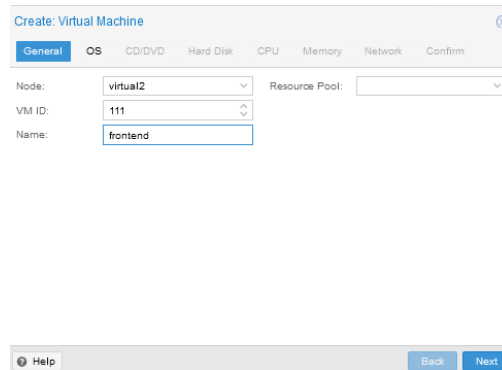 Create: Virtual Machine
General OS CD/DVD Hard Disk CPU Memory Network Confirm
Node: virtual2 Resource Pool:
VM ID: 111
Name: frontend
Help Back Next